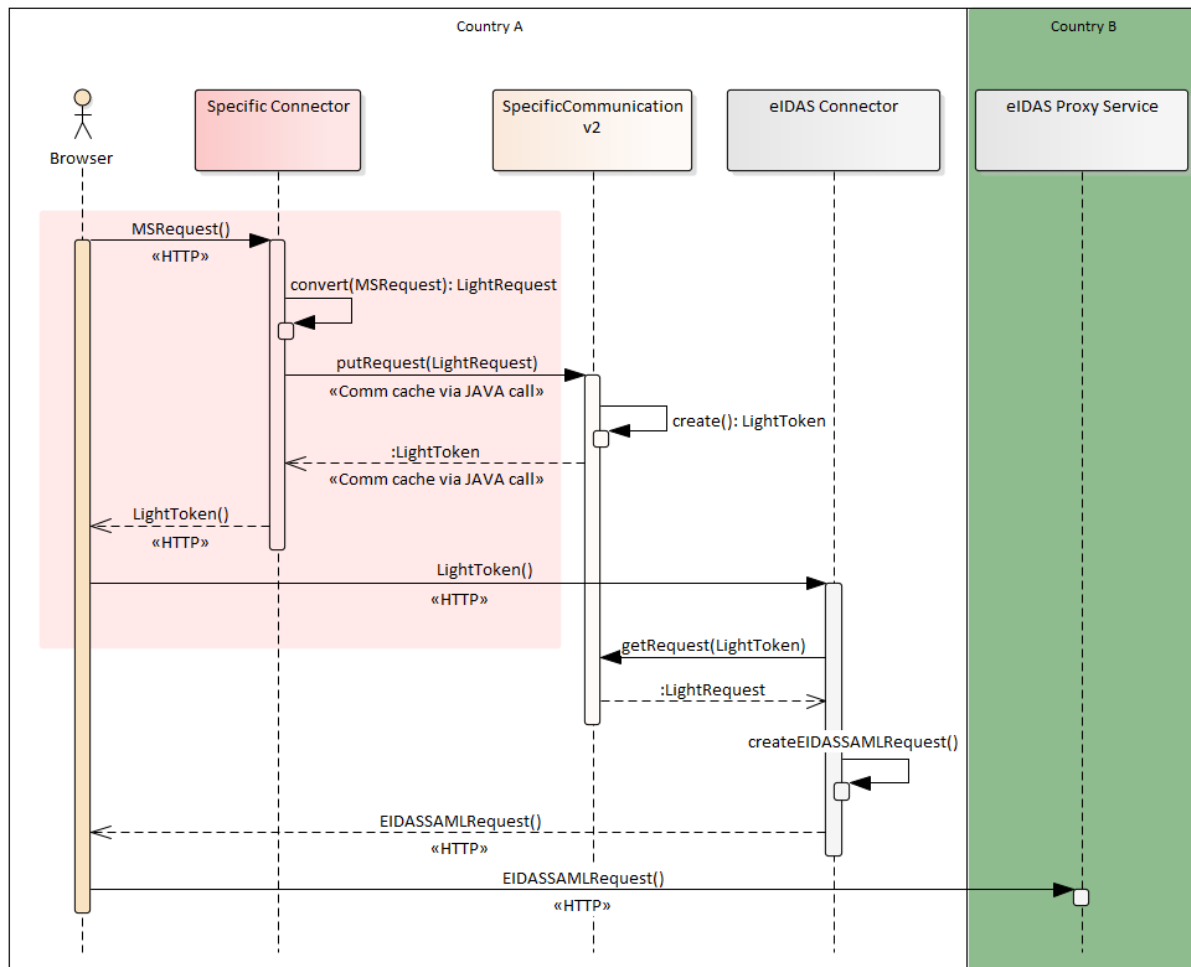 Country A
Country B
Specific Connector
SpecificCommunication
v2
eIDAS Connector
eIDAS Proxy Service
Browser
MSRequest()
«HTTP»
convert(MSRequest): LightRequest
putRequest(LightRequest)
«Comm cache via JAVA call»
create(): LightToken
:LightToken
«Comm cache via JAVA call»
LightToken()
«HTTP»
LightToken()
«HTTP»
getRequest(LightToken)
:LightRequest
createEIDASSAMLRequest()
EIDASSAMLRequest()
«HTTP»
EIDASSAMLRequest()
«HTTP»